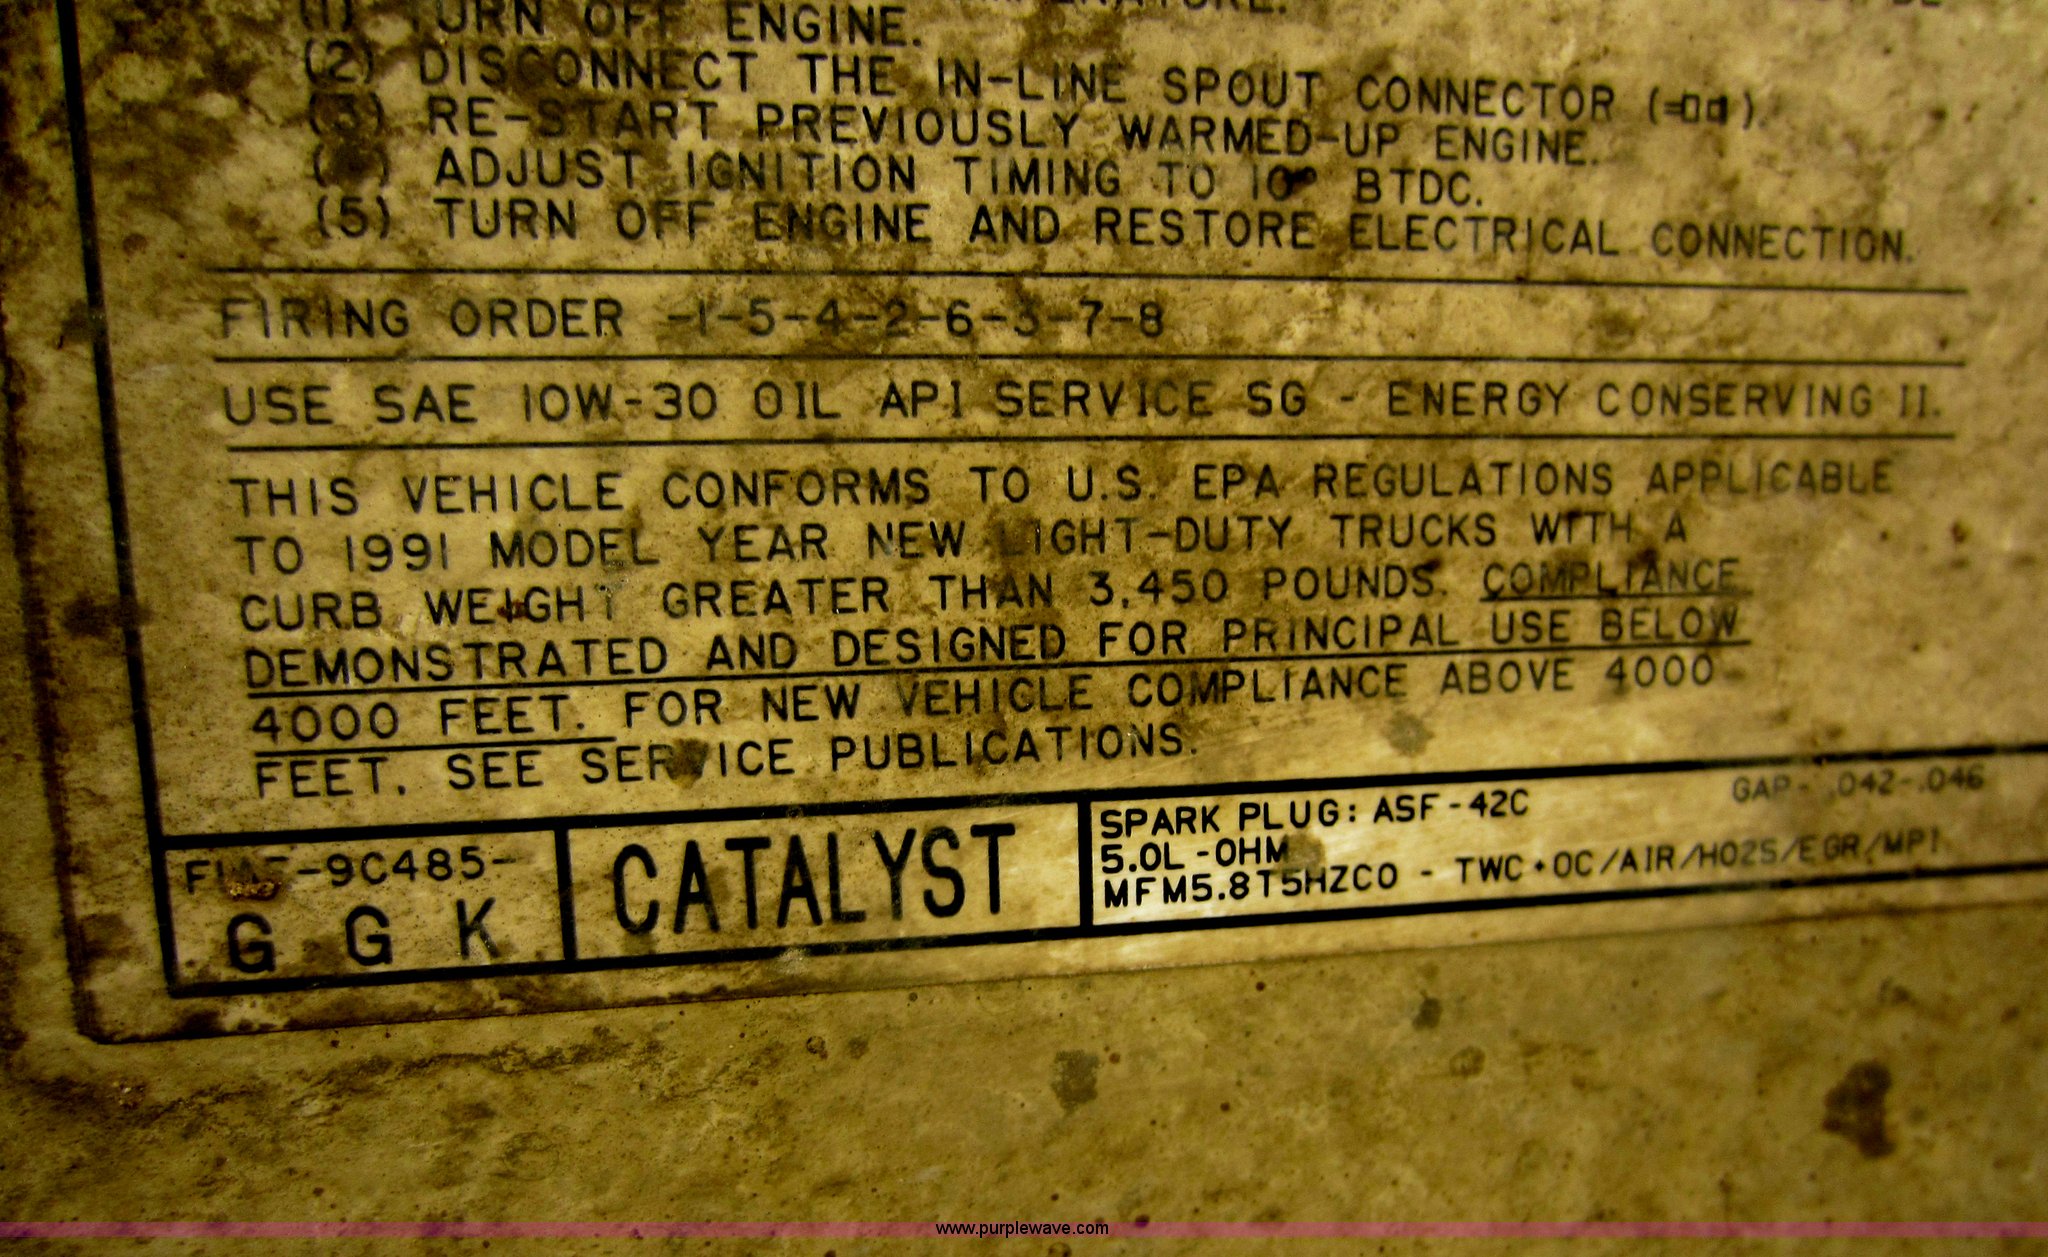 (1) TURN OFF ENGINE.
(2) DISCONNECT THE IN-LINE SPOUT CONNECTOR
(3) RE-START PREVIOUSLY WARMED-UP ENGINE.
ADJUST IGNITION TIMING TO 10° BTDC.
(5) TURN OFF ENGINE AND RESTORE ELECTRICAL CONNECTION.
FIRING ORDER -1-5-4-2-6-3-7-8
USE SAE 10W-30 OIL API SERVICE SG - ENERGY CONSERVING II.
THIS VEHICLE CONFORMS TO U.S. EPA REGULATIONS APPLICABLE
TO 1991 MODEL YEAR NEW LIGHT-DUTY TRUCKS WITH A
CURB WEIGHT GREATER THAN 3,450 POUNDS. COMPLIANCE
DEMONSTRATED AND DESIGNED FOR PRINCIPAL USE BELOW
4000 FEET. FOR NEW VEHICLE COMPLIANCE ABOVE 4000
FEET, SEE SERVICE PUBLICATIONS.
-9C485-
G G K
CATALYST
SPARK PLUG: ASF-42C GAP- .042-.046
5.0L -OHM
MFM5.8T5HZC0 - TWC+OC/AIR/HO2S/EGR/MPI
www.purplewave.com